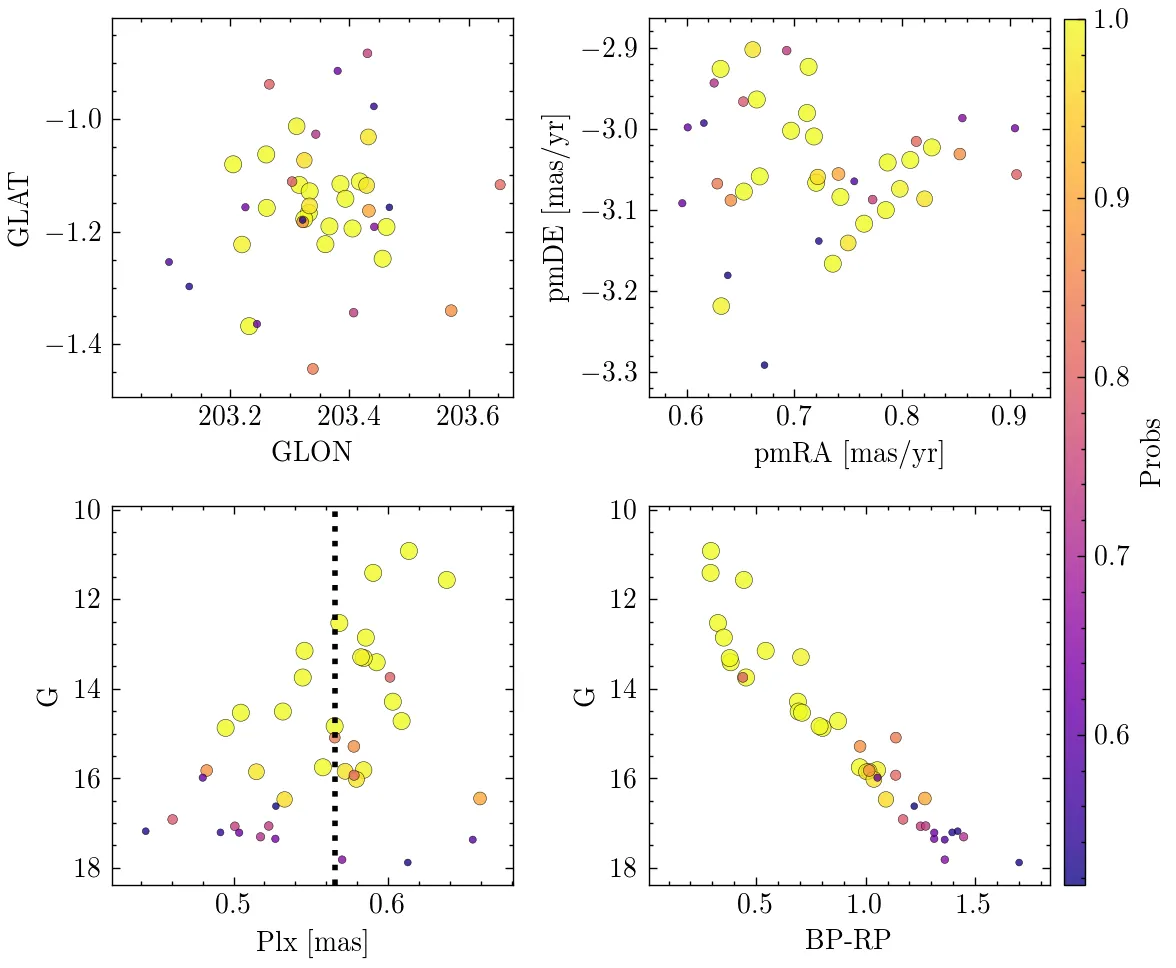 −1.0
−1.2
−1.4
GLAT
203.2 203.4 203.6
GLON
−2.9
−3.0
−3.1
−3.2
−3.3
pmDE [mas/yr]
0.6 0.7 0.8 0.9
pmRA [mas/yr]
10
12
14
16
18
G
0.5 0.6
Plx [mas]
10
12
14
16
18
G
0.5 1.0 1.5
BP-RP
1.0
0.9
0.8
0.7
0.6
Probs